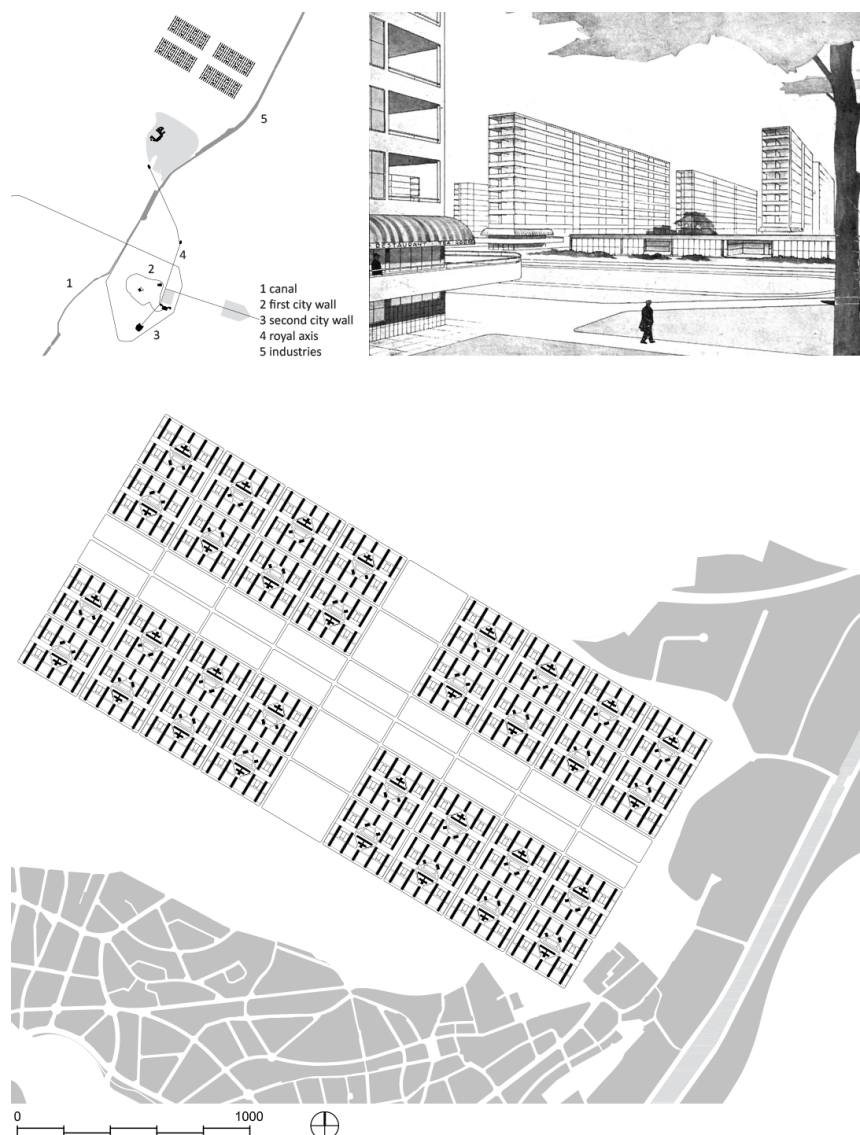 5
4
1
2
3
1 canal
2 first city wall
3 second city wall
4 royal axis
5 industries
RESTAURANT
0 1000